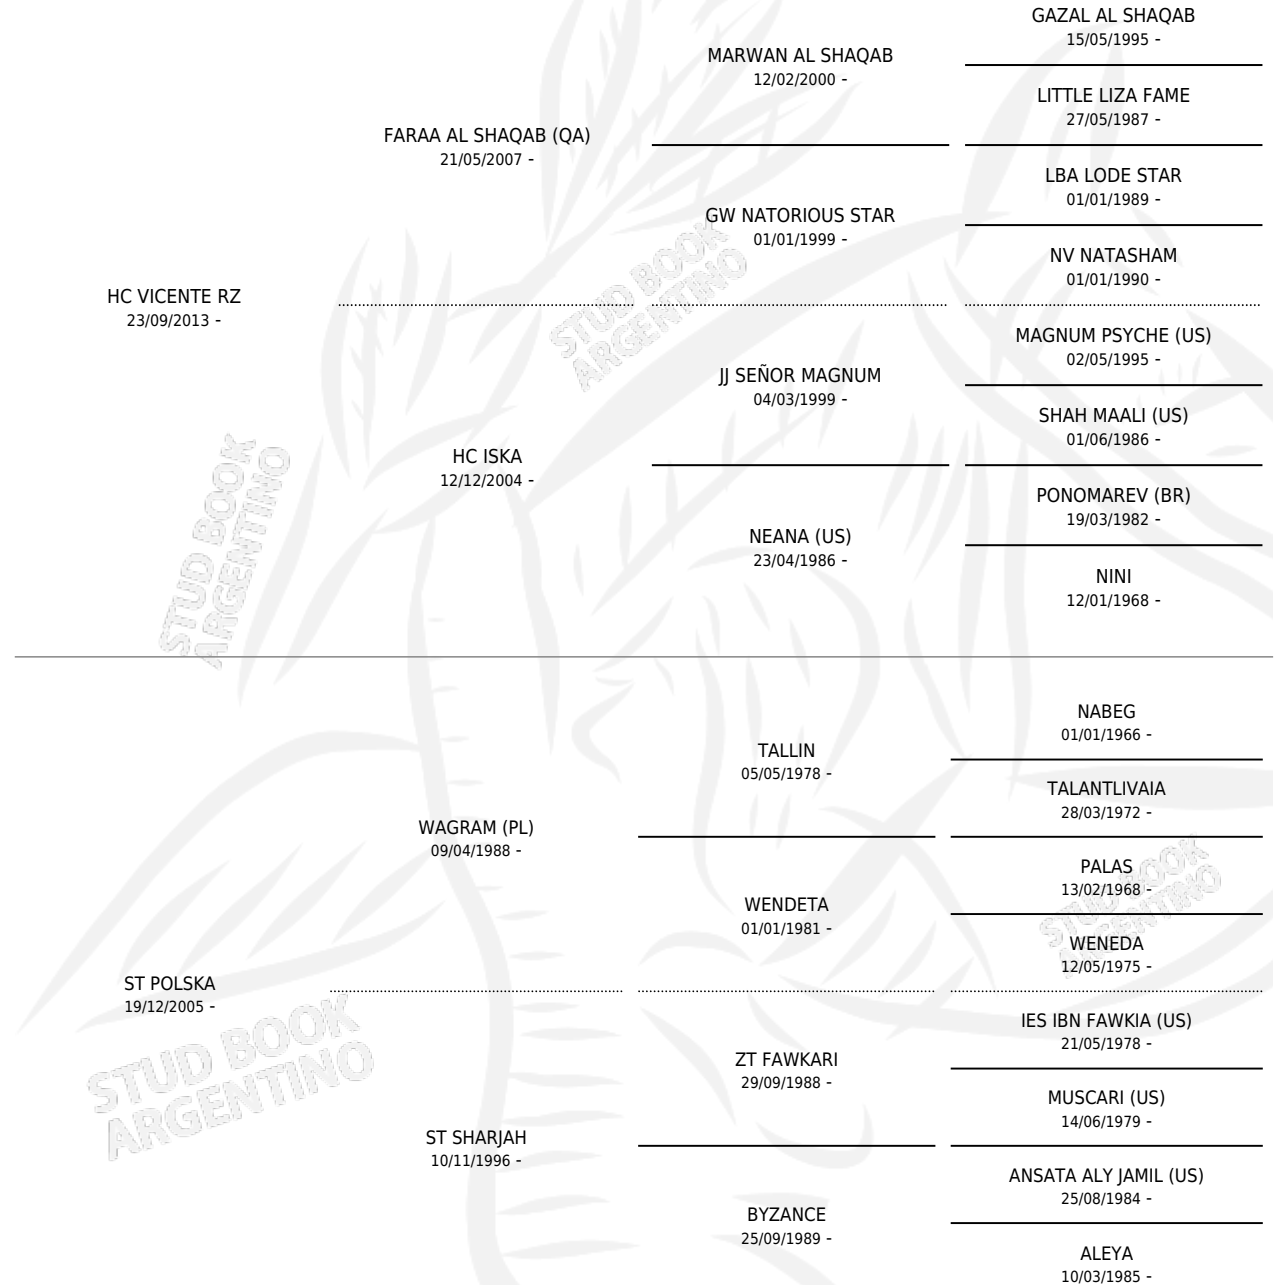 GAZAL AL SHAQAB
15/05/1995 -
MARWAN AL SHAQAB
12/02/2000 -
LITTLE LIZA FAME
27/05/1987 -
FARAA AL SHAQAB (QA)
21/05/2007 -
LBA LODE STAR
01/01/1989 -
GW NATORIOUS STAR
01/01/1999 -
NV NATASHAM
01/01/1990 -
HC VICENTE RZ
23/09/2013 -
MAGNUM PSYCHE (US)
02/05/1995 -
JJ SEÑOR MAGNUM
04/03/1999 -
SHAH MAALI (US)
01/06/1986 -
HC ISKA
12/12/2004 -
PONOMAREV (BR)
19/03/1982 -
NEANA (US)
23/04/1986 -
NINI
12/01/1968 -
NABEG
01/01/1966 -
TALLIN
05/05/1978 -
TALANTLIVAIA
28/03/1972 -
WAGRAM (PL)
09/04/1988 -
PALAS
13/02/1968 -
WENDETA
01/01/1981 -
WENEDA
12/05/1975 -
ST POLSKA
19/12/2005 -
IES IBN FAWKIA (US)
21/05/1978 -
ZT FAWKARI
29/09/1988 -
MUSCARI (US)
14/06/1979 -
ST SHARJAH
10/11/1996 -
ANSATA ALY JAMIL (US)
25/08/1984 -
BYZANCE
25/09/1989 -
ALEYA
10/03/1985 -
STUD BOOK
ARGENTINO
STUD BOOK
ARGENTINO
STUD BOOK
ARGENTINO
STUD BOOK
ARGENTINO